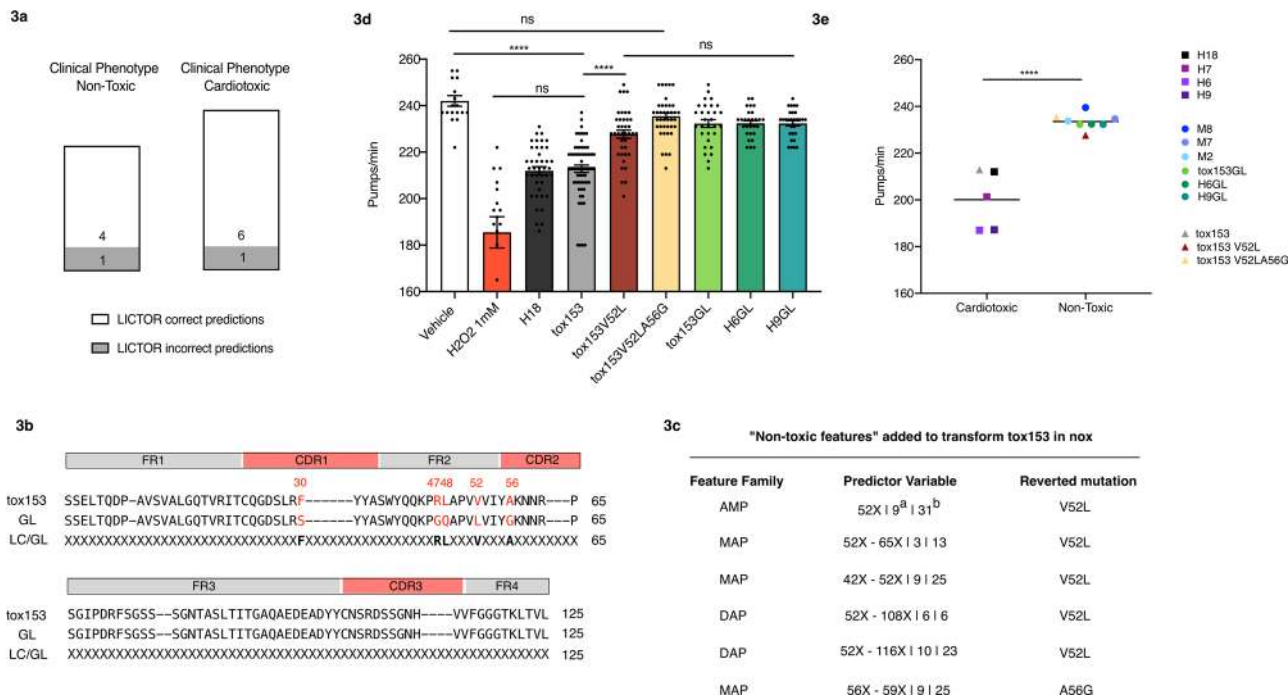 3a
Clinical Phenotype
Non-Toxic
Clinical Phenotype
Cardiotoxic
4
1
6
1
LICTOR correct predictions
LICTOR incorrect predictions
3d
ns
****
ns
****
ns
Pumps/min
260
240
220
200
180
160
Vehicle
H2O2 1mM
H18
tox153
tox153V52L
tox153V52LA56G
tox153GL
H6GL
H9GL
3e
****
Pumps/min
260
240
220
200
180
160
Cardiotoxic
Non-Toxic
H18
H7
H6
H9
M8
M7
M2
tox153GL
H6GL
H9GL
tox153
tox153 V52L
tox153 V52LA56G
3b
FR1 CDR1 FR2 CDR2
30 4748 52 56
tox153 SSELTQDP-AVSVALGQTVRITCQGDSLRF------YYASWYQQKPRLAPVVVIYAKNNR---P 65
GL SSELTQDP-AVSVALGQTVRITCQGDSLRS------YYASWYQQKPGQAPVLVIYGKNNR---P 65
LC/GL XXXXXXXXXXXXXXXXXXXXXXXXXXXXXFXXXXXXXXXXXXXXXXRLXXXVXXXAXXXXXXXX 65
FR3 CDR3 FR4
tox153 SGIPDRFSGSS--SGNTASLTITGAQAEDEADYYCNSRDSSGNH----VVFGGGTKLTVL 125
GL SGIPDRFSGSS--SGNTASLTITGAQAEDEADYYCNSRDSSGNH----VVFGGGTKLTVL 125
LC/GL XXXXXXXXXXXXXXXXXXXXXXXXXXXXXXXXXXXXXXXXXXXXXXXXXXXXXXXXXXXX 125
3c
"Non-toxic features" added to transform tox153 in nox
Feature Family Predictor Variable Reverted mutation
AMP 52X | 9a | 31b V52L
MAP 52X - 65X | 3 | 13 V52L
MAP 42X - 52X | 9 | 25 V52L
DAP 52X - 108X | 6 | 6 V52L
DAP 52X - 116X | 10 | 23 V52L
MAP 56X - 59X | 9 | 25 A56G